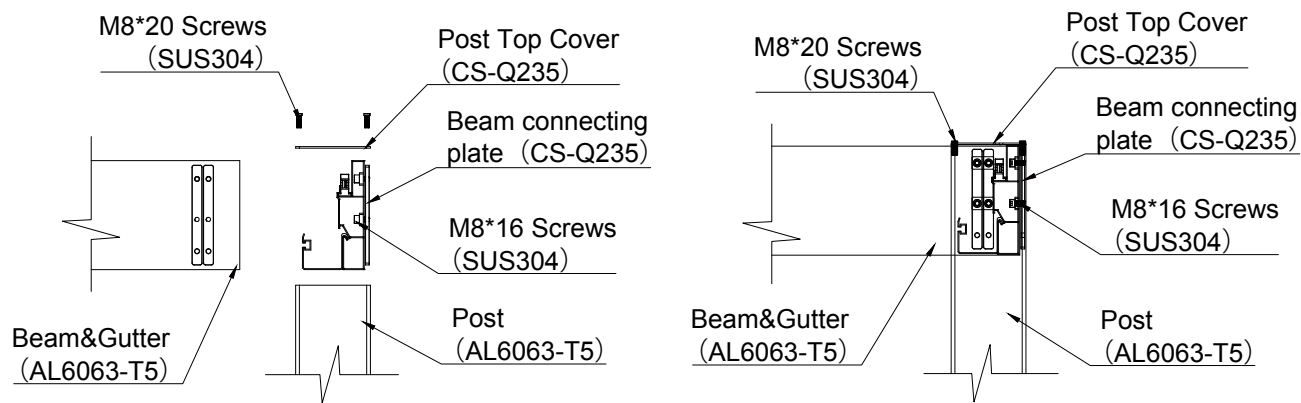 M8*20 Screws
（SUS304）
Post Top Cover
（CS-Q235）
Beam connecting
plate（CS-Q235）
M8*16 Screws
（SUS304）
Beam&Gutter
（AL6063-T5）
Post
（AL6063-T5）
M8*20 Screws
（SUS304）
Post Top Cover
（CS-Q235）
Beam connecting
plate（CS-Q235）
M8*16 Screws
（SUS304）
Beam&Gutter
（AL6063-T5）
Post
（AL6063-T5）